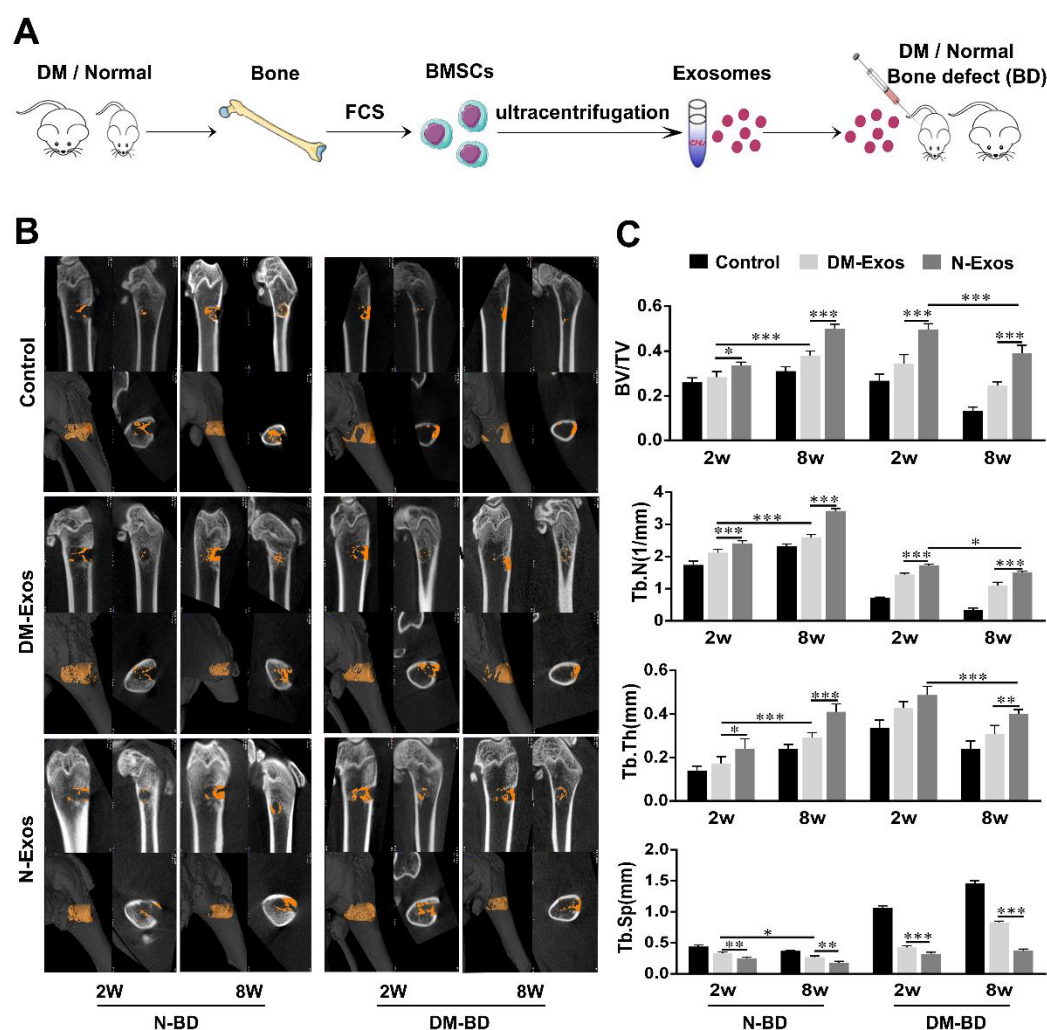 A
DM / Normal
Bone
BMSCs
Exosomes
DM / Normal
Bone defect (BD)
FCS
ultracentrifugation
CHU
B
Control
DM-Exos
N-Exos
2W 8W 2W 8W
N-BD DM-BD
C
Control DM-Exos N-Exos
BV/TV
0.6
0.4
0.2
0.0
* *** *** *** *** ***
2w 8w 2w 8w
Tb.N(1/mm)
4
3
2
1
0
*** *** *** *** * ***
2w 8w 2w 8w
Tb.Th(mm)
0.6
0.4
0.2
0.0
* *** *** *** **
2w 8w 2w 8w
Tb.Sp(mm)
2.0
1.5
1.0
0.5
0.0
** * ** *** ***
2w 8w 2w 8w
N-BD DM-BD